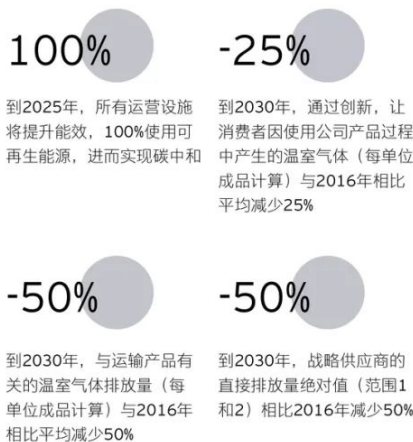 100%
到2025年，所有运营设施
将提升能效，100%使用可
再生能源，进而实现碳中和
-25%
到2030年，通过创新，让
消费者因使用公司产品过程
中产生的温室气体（每单位
成品计算）与2016年相比
平均减少25%
-50%
到2030年，与运输产品有
关的温室气体排放量（每
单位成品计算）与2016年
相比平均减少50%
-50%
到2030年，战略供应商的
直接排放量绝对值（范围1
和2）相比2016年减少50%